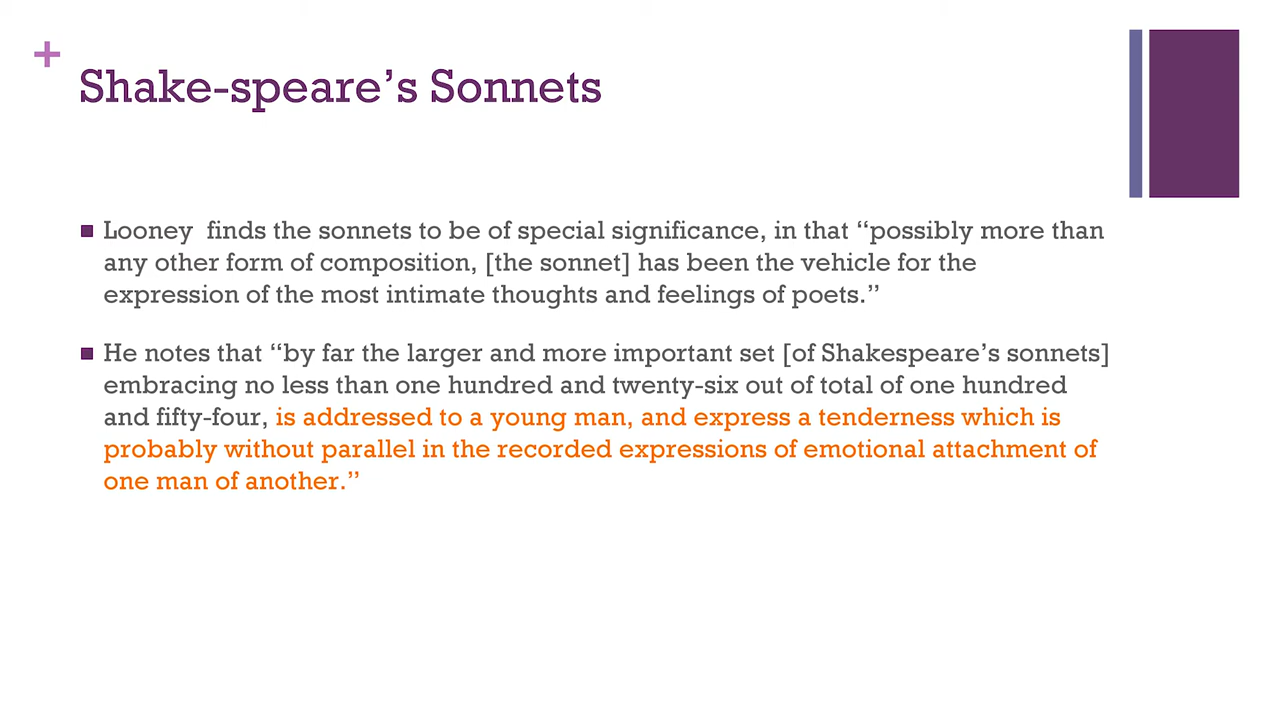 +
Shake-speare’s Sonnets
■ Looney  finds the sonnets to be of special significance, in that “possibly more than
any other form of composition, [the sonnet] has been the vehicle for the
expression of the most intimate thoughts and feelings of poets.”
■ He notes that “by far the larger and more important set [of Shakespeare’s sonnets]
embracing no less than one hundred and twenty-six out of total of one hundred
and fifty-four, is addressed to a young man, and express a tenderness which is
probably without parallel in the recorded expressions of emotional attachment of
one man of another.”